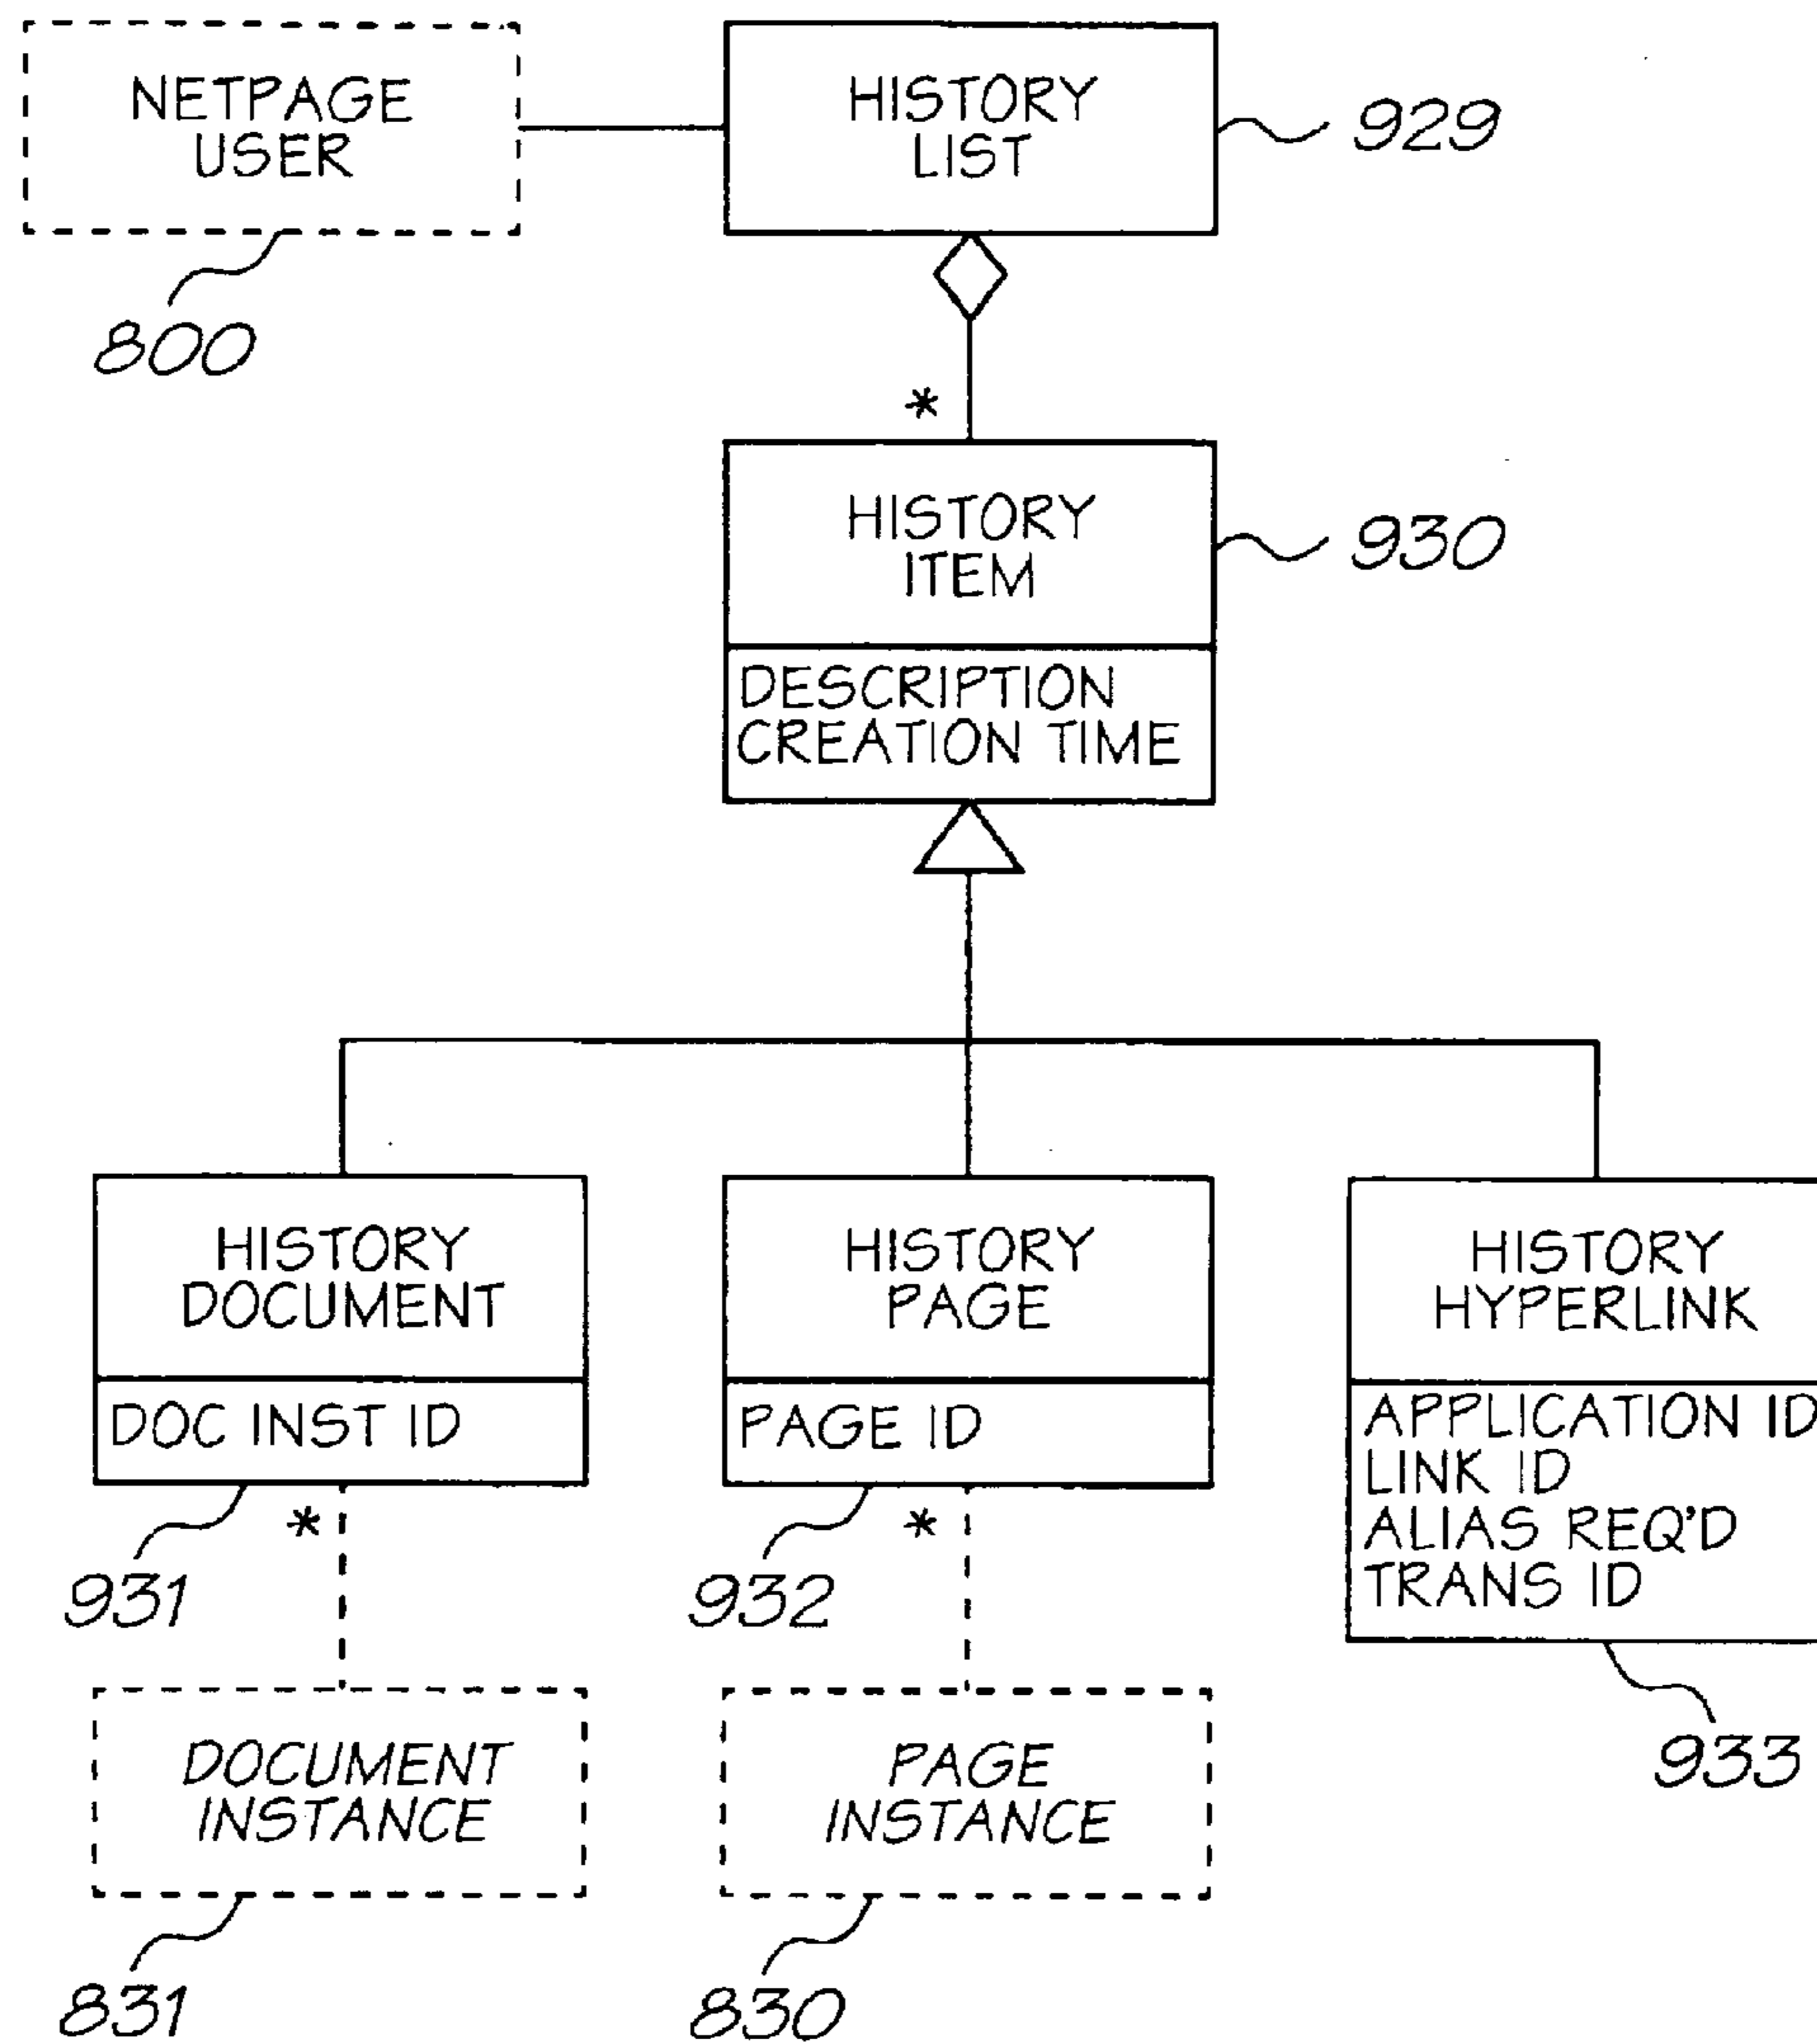 NETPAGE
USER
HISTORY
LIST
929
800
*
HISTORY
ITEM
930
DESCRIPTION
CREATION TIME
HISTORY
DOCUMENT
HISTORY
PAGE
HISTORY
HYPERLINK
DOC INST ID
PAGE ID
APPLICATION ID
LINK ID
ALIAS REQ'D
TRANS ID
*
*
931
932
933
DOCUMENT
INSTANCE
PAGE
INSTANCE
831
830